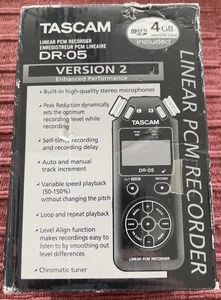 TASCAM
LINEAR PCM RECORDER
ENREGISTREUR PCM LINEAIRE
DR-05
micro
4GB
included
VERSION 2
Enhanced Performance
- Built-in high-quality stereo microphones
- Peak Reduction dynamically
sets the optimum
recording level while
recording
- Self-timer recording
and recording delay
- Auto and manual
track increment
- Variable speed playback
(50-150%)
without changing the pitch
- Loop and repeat playback
- Level Align function
makes recordings easy to
listen to by smoothing out
level differences
- Chromatic tuner
TASCAM
DR-05
RECORD
LINEAR PCM RECORDER